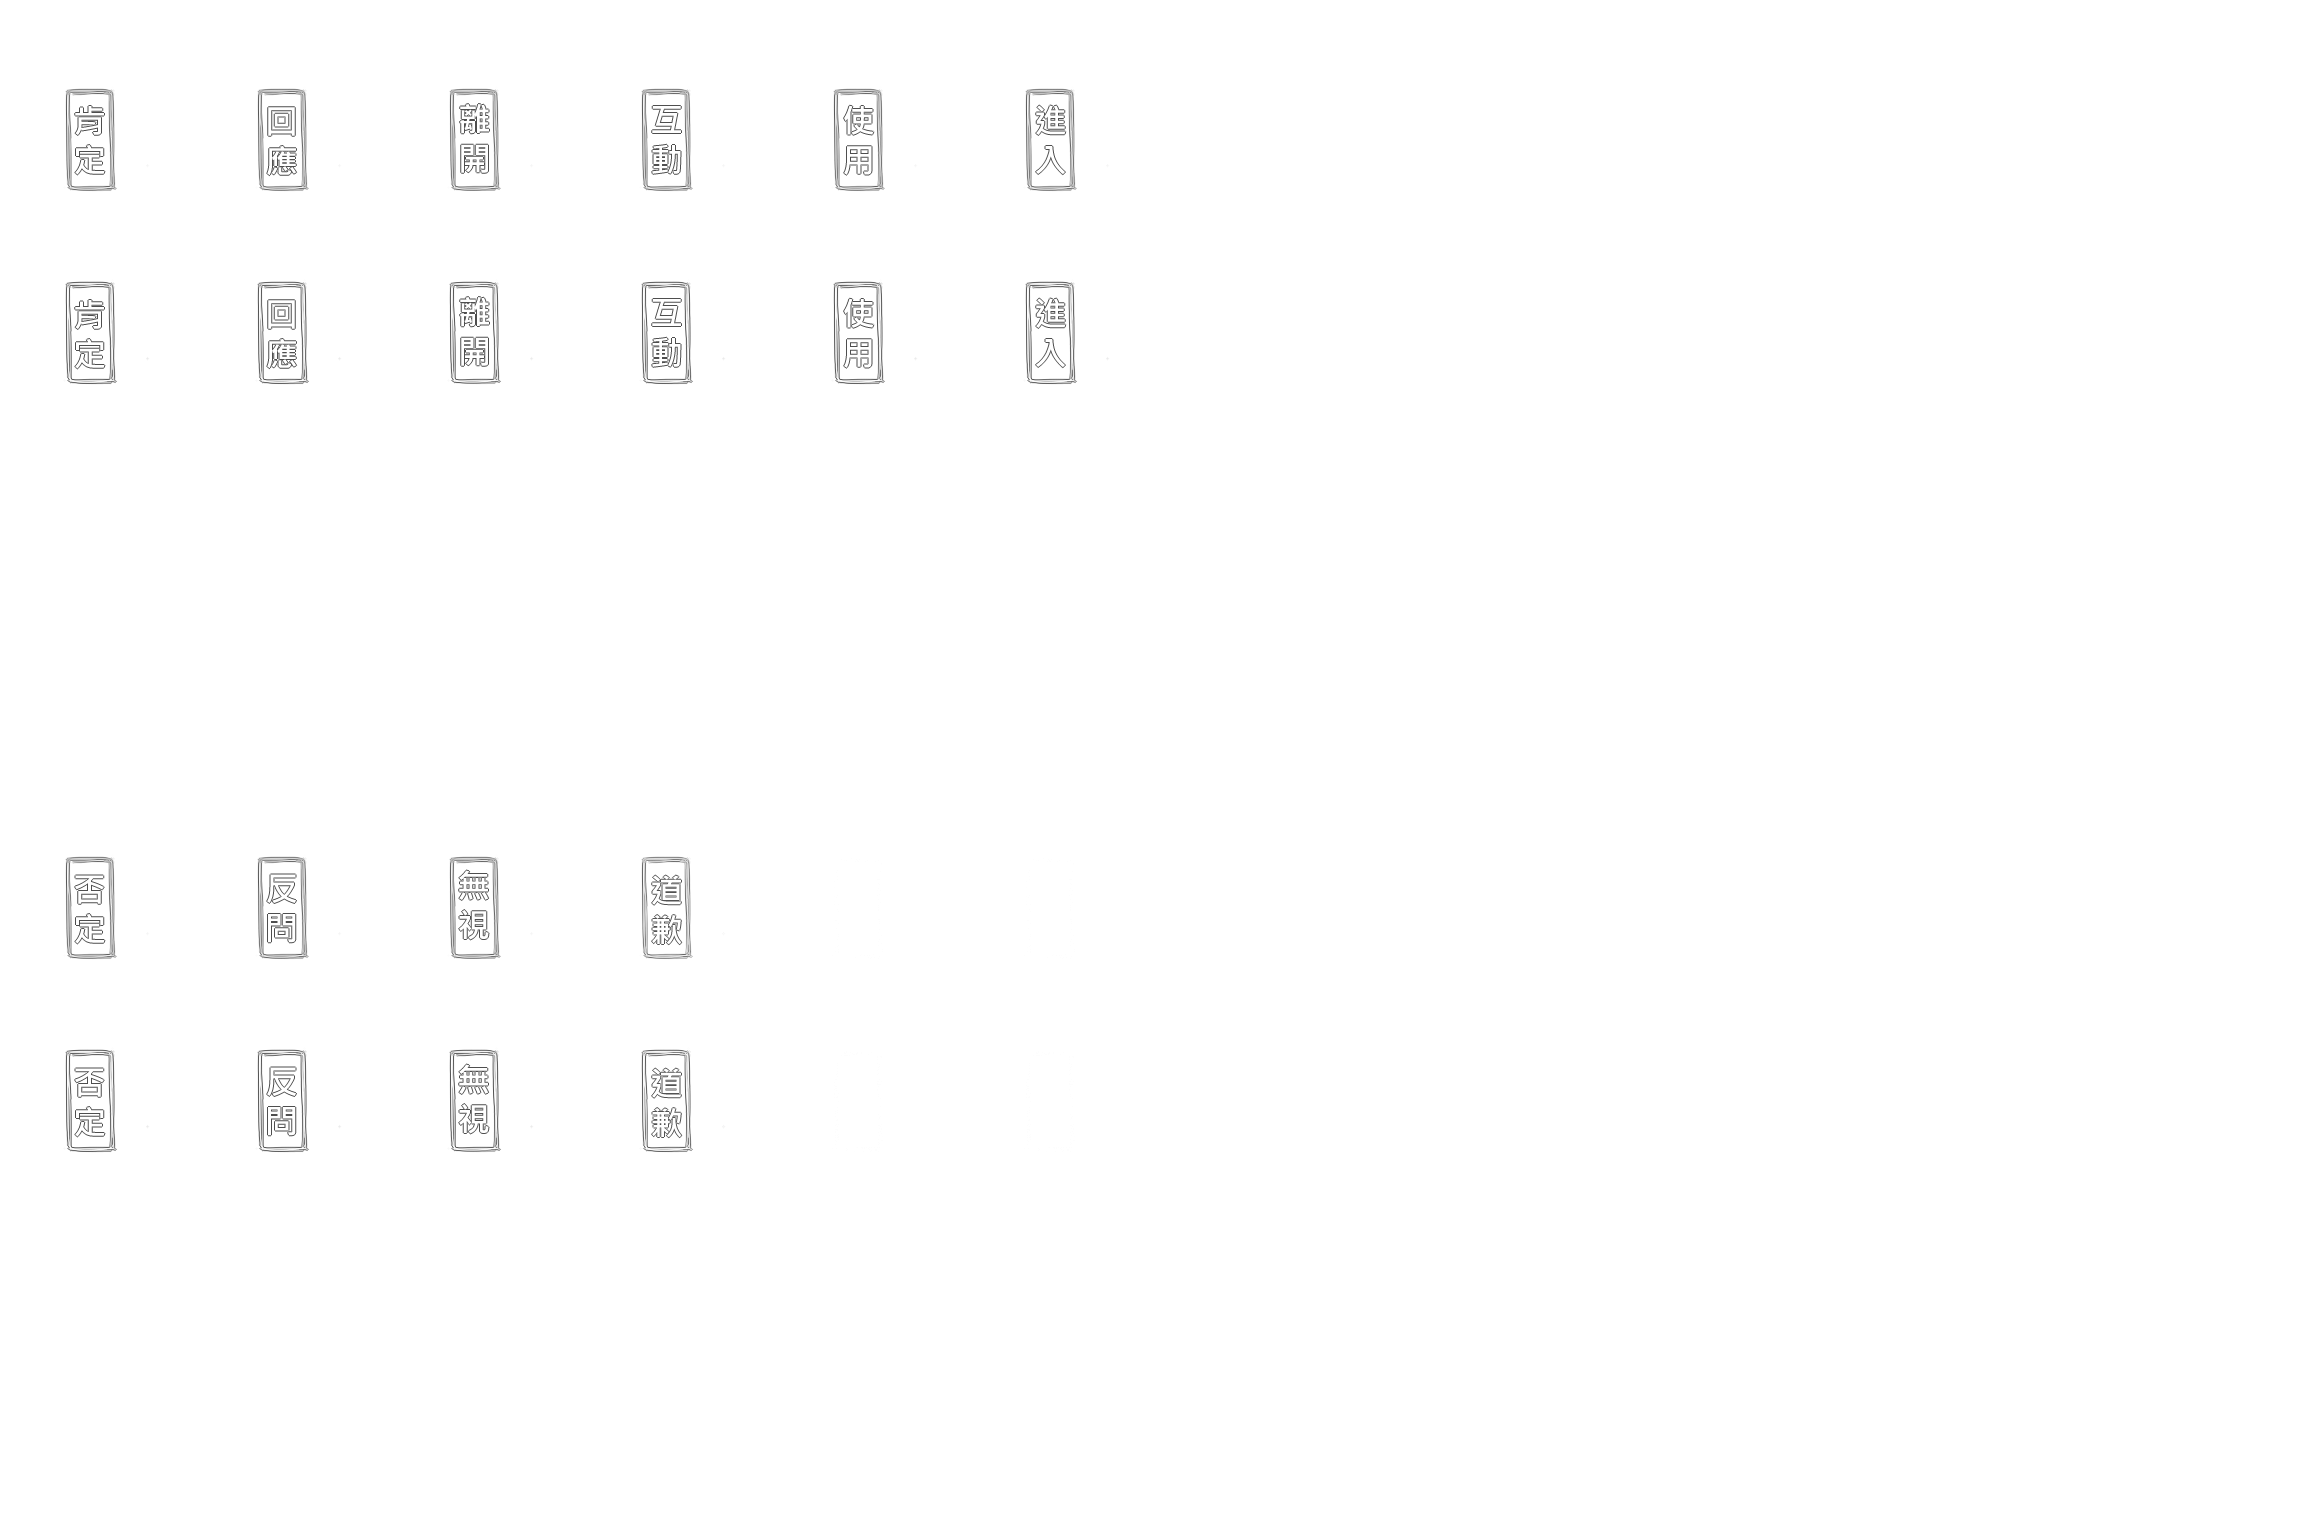 肯定
回應
離開
互動
使用
進入
肯定
回應
離開
互動
使用
進入
否定
反問
無視
道歉
否定
反問
無視
道歉